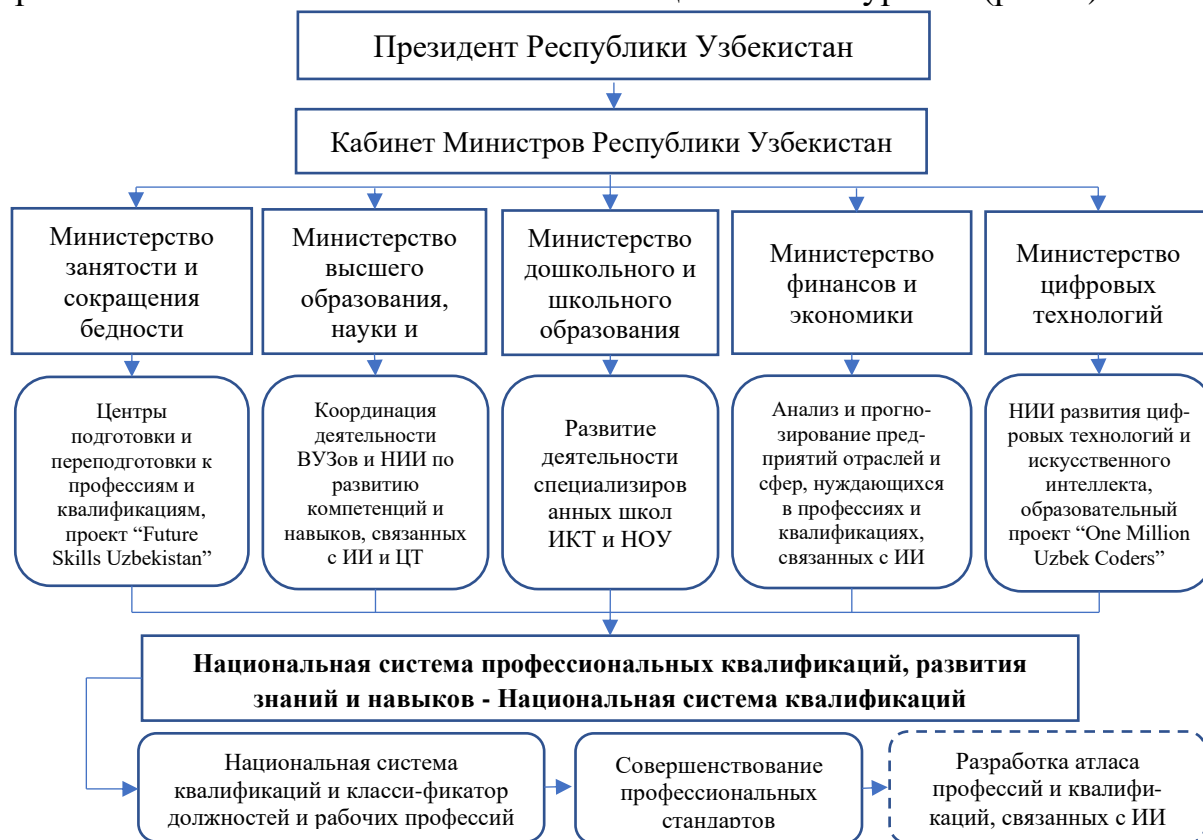 Президент Республики Узбекистан
Кабинет Министров Республики Узбекистан
Министерство
занятости и
сокращения
бедности
Министерство
высшего
образования,
науки и
Министерство
дошкольного и
школьного
образования
Министерство
финансов и
экономики
Министерство
цифровых
технологий
Центры
подготовки и
переподготовки к
профессиям и
квалификациям,
проект “Future
Skills Uzbekistan”
Координация
деятельности
ВУЗов и НИИ по
развитию
компетенций и
навыков, связанных
с ИИ и ЦТ
Развитие
деятельности
специализиров
анных школ
ИКТ и НОУ
Анализ и прогно-
зирование пред-
приятий отраслей и
сфер, нуждающихся
в профессиях и
квалификациях,
связанных с ИИ
НИИ развития циф-
ровых технологий и
искусственного
интеллекта,
образовательный
проект “One Million
Uzbek Coders”
Национальная система профессиональных квалификаций, развития
знаний и навыков - Национальная система квалификаций
Национальная система
квалификаций и класси-фикатор
должностей и рабочих профессий
Совершенствование
профессиональных
стандартов
Разработка атласа
профессий и квалифи-
каций, связанных с ИИ